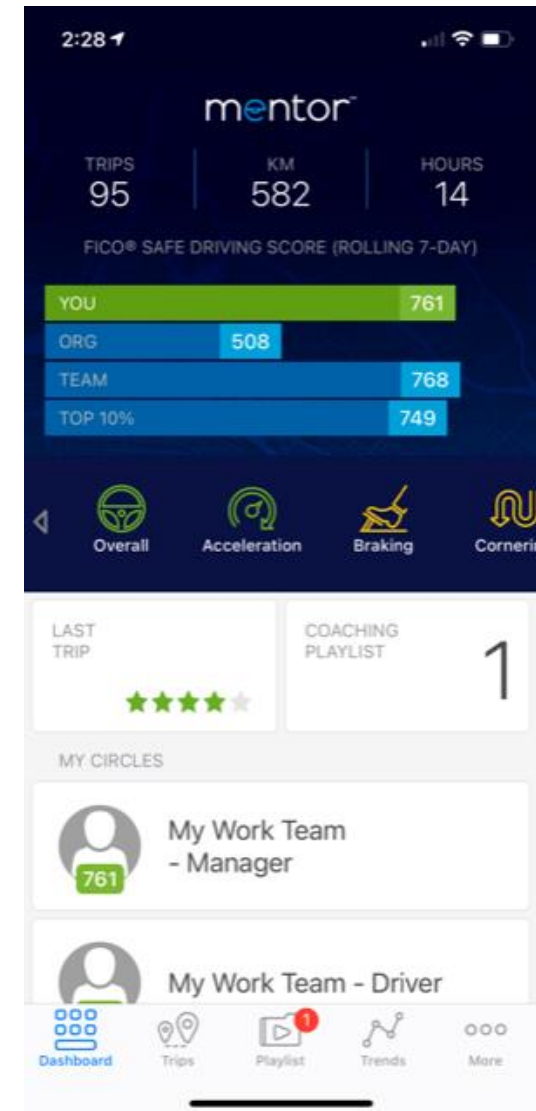 2:28
mentor™
TRIPS KM HOURS
95 582 14
FICO® SAFE DRIVING SCORE (ROLLING 7-DAY)
YOU 761
ORG 508
TEAM 768
TOP 10% 749
Overall Acceleration Braking Corneri
LAST
TRIP
COACHING
PLAYLIST
1
MY CIRCLES
My Work Team
- Manager
761
My Work Team - Driver
1
Dashboard Trips Playlist Trends More